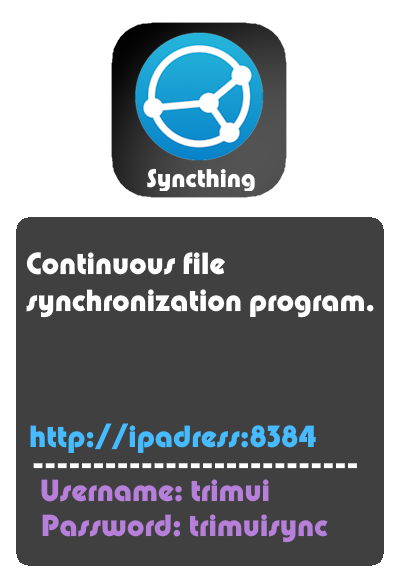 Syncthing
Continuous file
synchronization program.
http://ipadress:8384
Username: trimui
Password: trimuisync